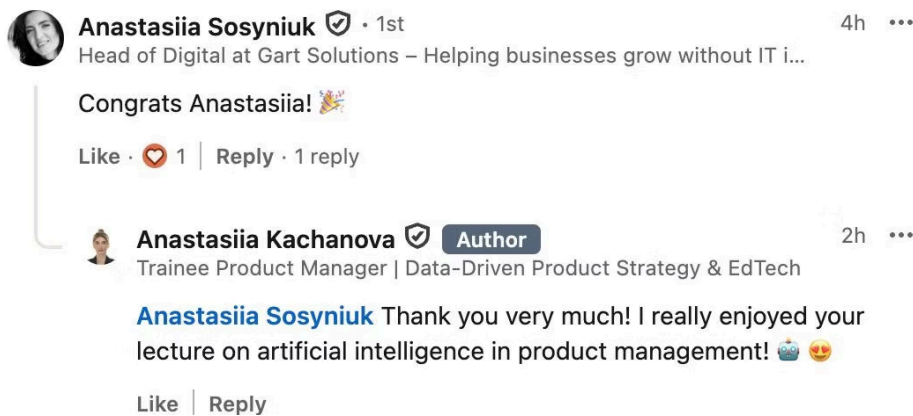 Anastasiia Sosyniuk · 1st 4h
Head of Digital at Gart Solutions – Helping businesses grow without IT i...
Congrats Anastasiia! 🎉
Like · 1 | Reply · 1 reply
Anastasiia Kachanova Author 2h
Trainee Product Manager | Data-Driven Product Strategy & EdTech
Anastasiia Sosyniuk Thank you very much! I really enjoyed your
lecture on artificial intelligence in product management! 🤖 😍
Like | Reply